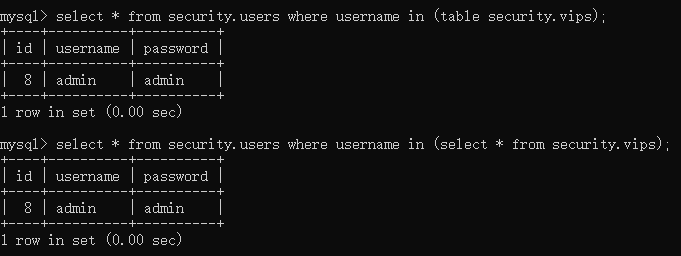 mysql> select * from security.users where username in (table security.vips);
+----+----------+----------+
| id | username | password |
+----+----------+----------+
|  8 | admin    | admin    |
+----+----------+----------+
1 row in set (0.00 sec)
mysql> select * from security.users where username in (select * from security.vips);
+----+----------+----------+
| id | username | password |
+----+----------+----------+
|  8 | admin    | admin    |
+----+----------+----------+
1 row in set (0.00 sec)